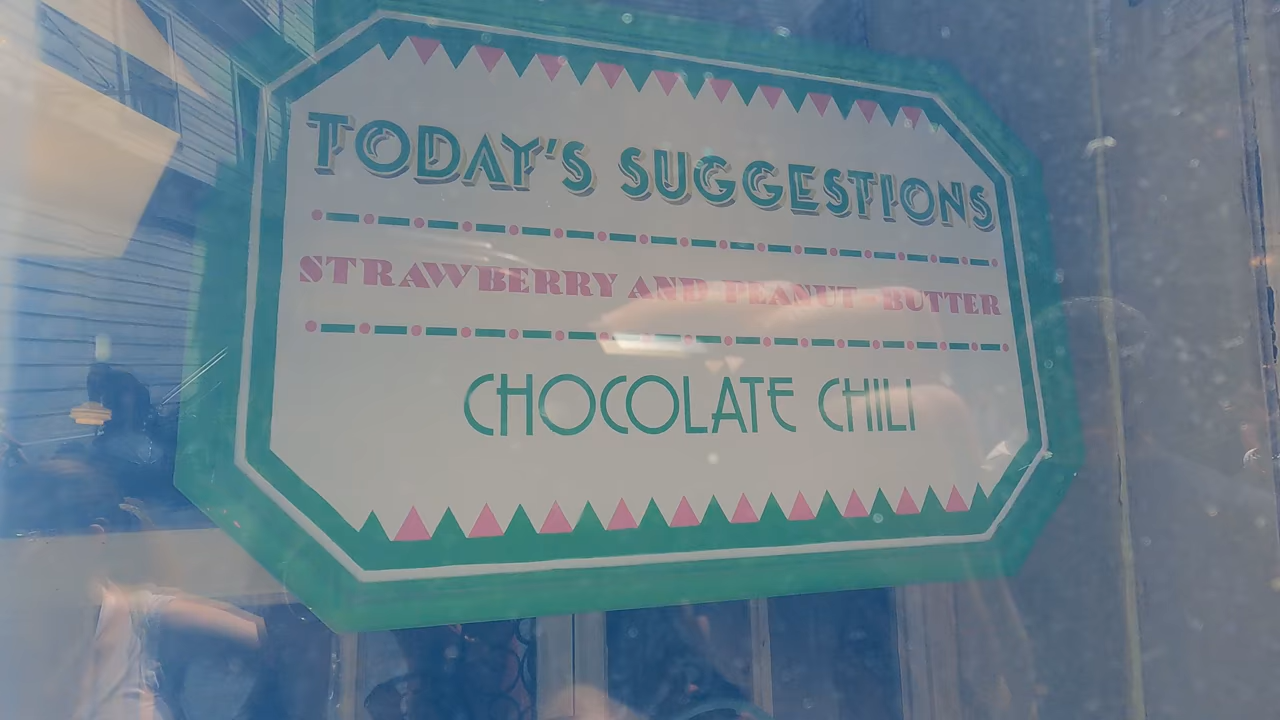 TODAY'S SUGGESTIONS
STRAWBERRY AND PEANUT-BUTTER
CHOCOLATE CHILI